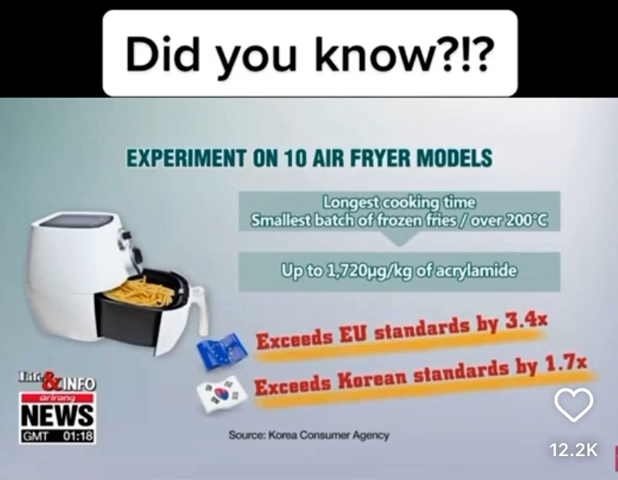 Did you know?!?
EXPERIMENT ON 10 AIR FRYER MODELS
Longest cooking time
Smallest batch of frozen fries / over 200°C
Up to 1,720µg/kg of acrylamide
Exceeds EU standards by 3.4x
Exceeds Korean standards by 1.7x
Life & INFO
arirang
NEWS
GMT 01:18
Source: Korea Consumer Agency
12.2K